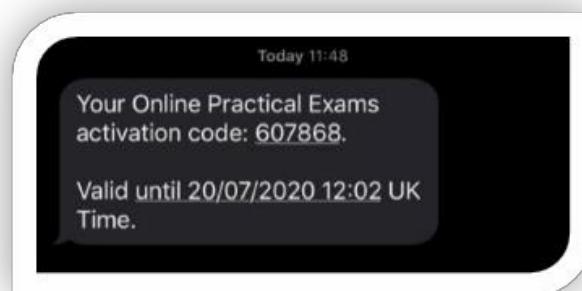 Today 11:48
Your Online Practical Exams
activation code: 607868.
Valid until 20/07/2020 12:02 UK
Time.